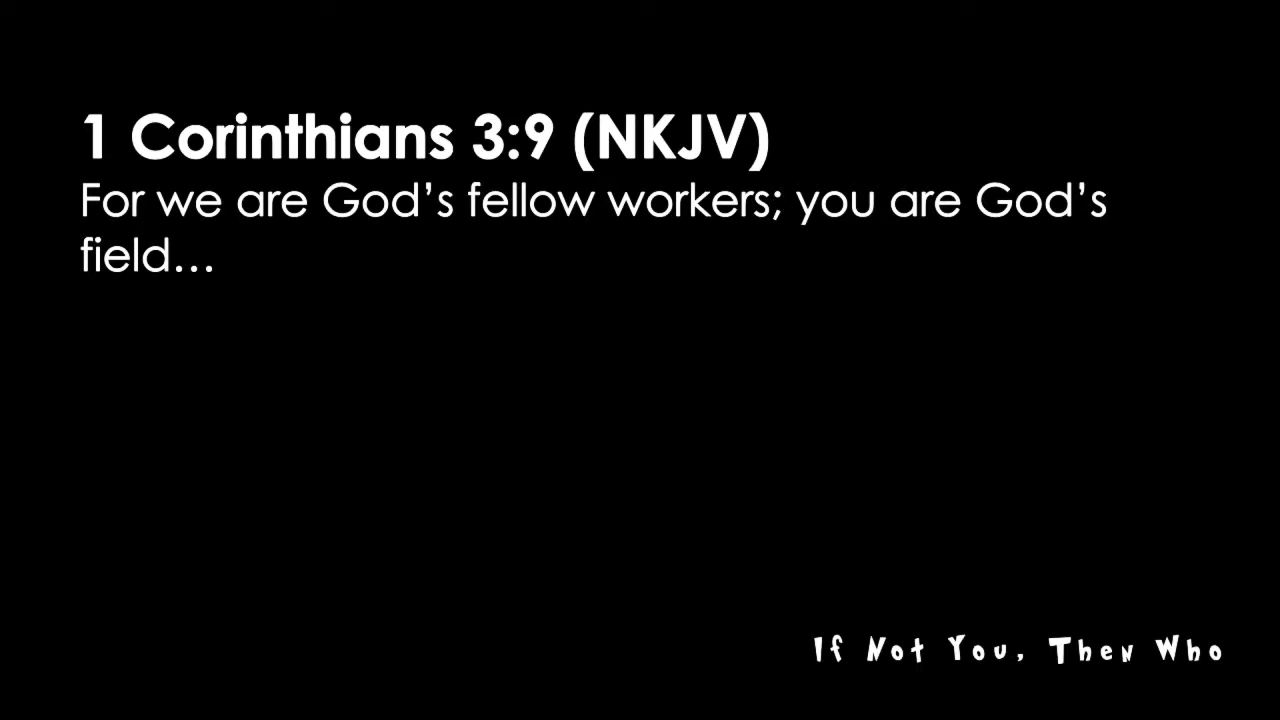 1 Corinthians 3:9 (NKJV)
For we are God’s fellow workers; you are God’s
field…
If Not You, Then Who